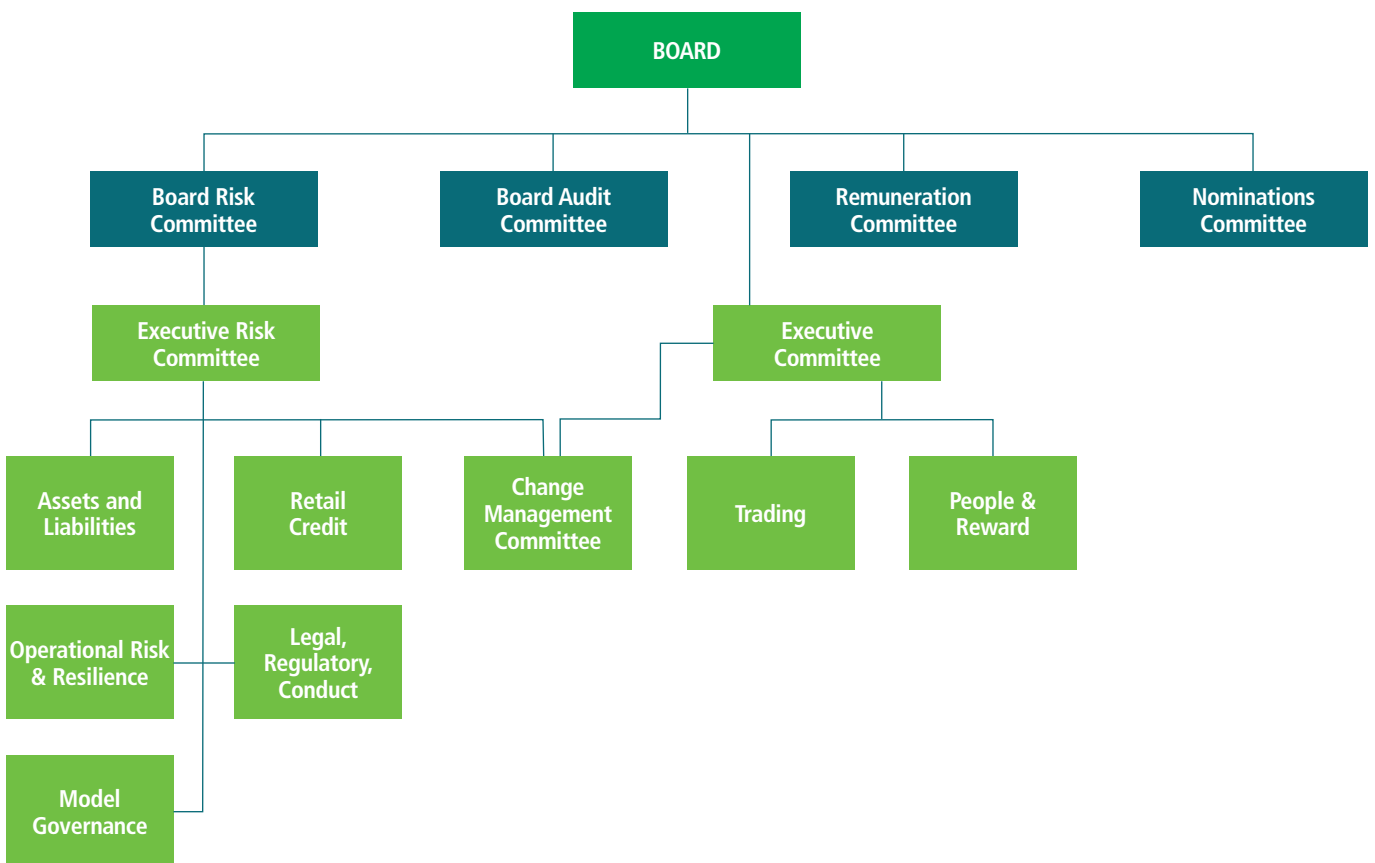 BOARD
Board Risk
Committee
Board Audit
Committee
Remuneration
Committee
Nominations
Committee
Executive Risk
Committee
Executive
Committee
Assets and
Liabilities
Retail
Credit
Change
Management
Committee
Trading
People &
Reward
Operational Risk
& Resilience
Legal,
Regulatory,
Conduct
Model
Governance